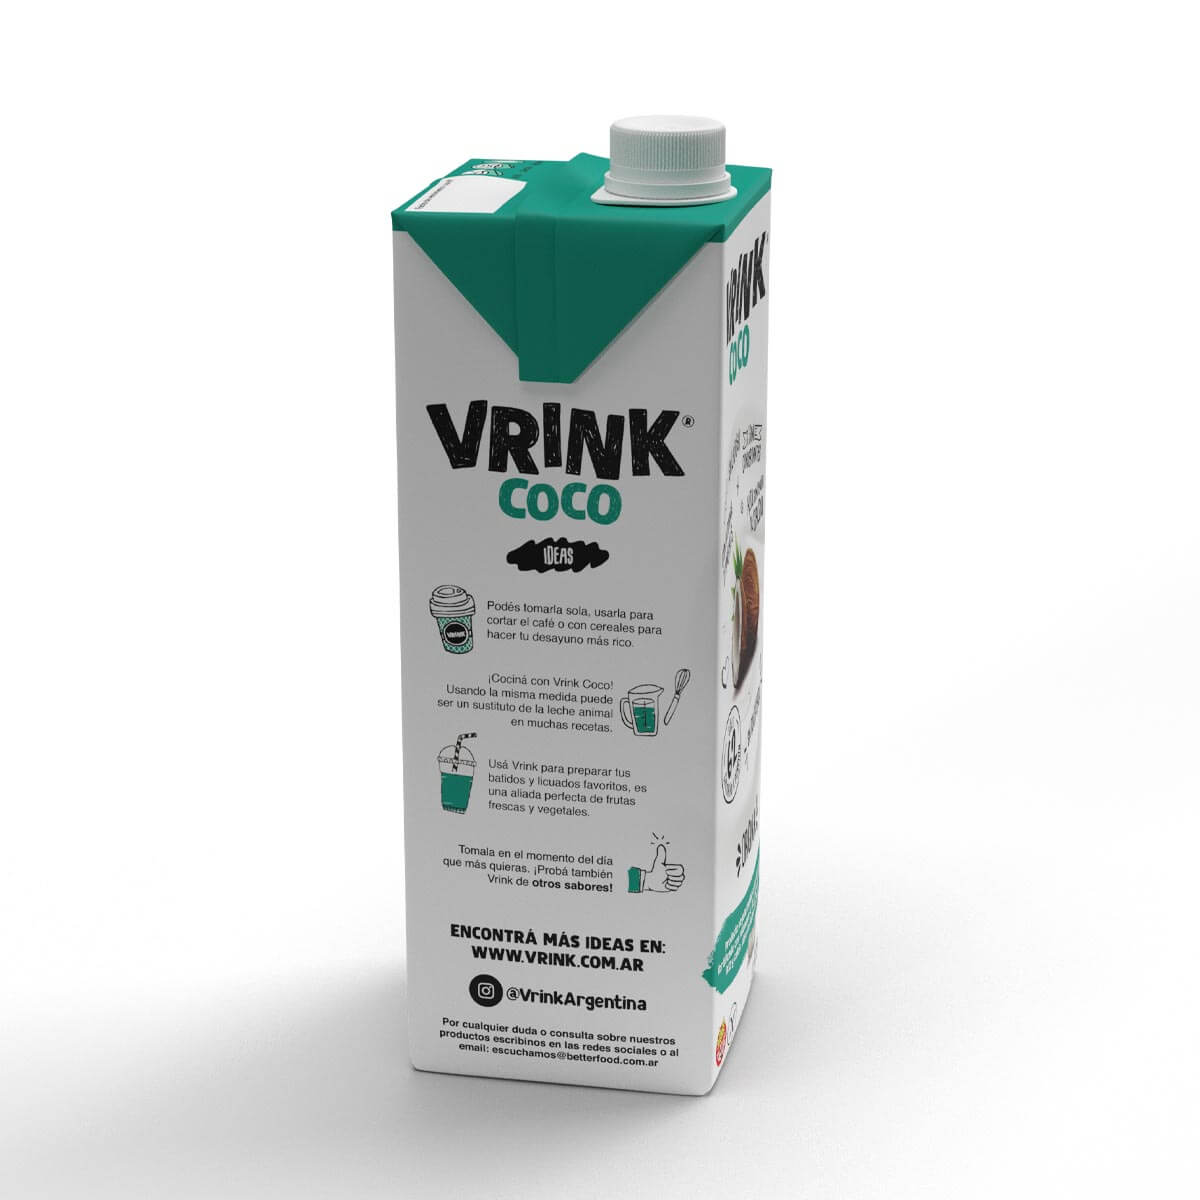 VRINK®
COCO
IDEAS
VRINK
Podés tomarla sola, usarla para
cortar el café o con cereales para
hacer tu desayuno más rico.
¡Cociná con Vrink Coco!
Usando la misma medida puede
ser un sustituto de la leche animal
en muchas recetas.
1
Usá Vrink para preparar tus
batidos y licuados favoritos, es
una aliada perfecta de frutas
frescas y vegetales.
Tomala en el momento del día
que más quieras. ¡Probá también
Vrink de otros sabores!
ENCONTRÁ MÁS IDEAS EN:
WWW.VRINK.COM.AR
@VrinkArgentina
Por cualquier duda o consulta sobre nuestros
productos escribinos en las redes sociales o al
email: escuchamos@betterfood.com.ar
VRINK
COCO